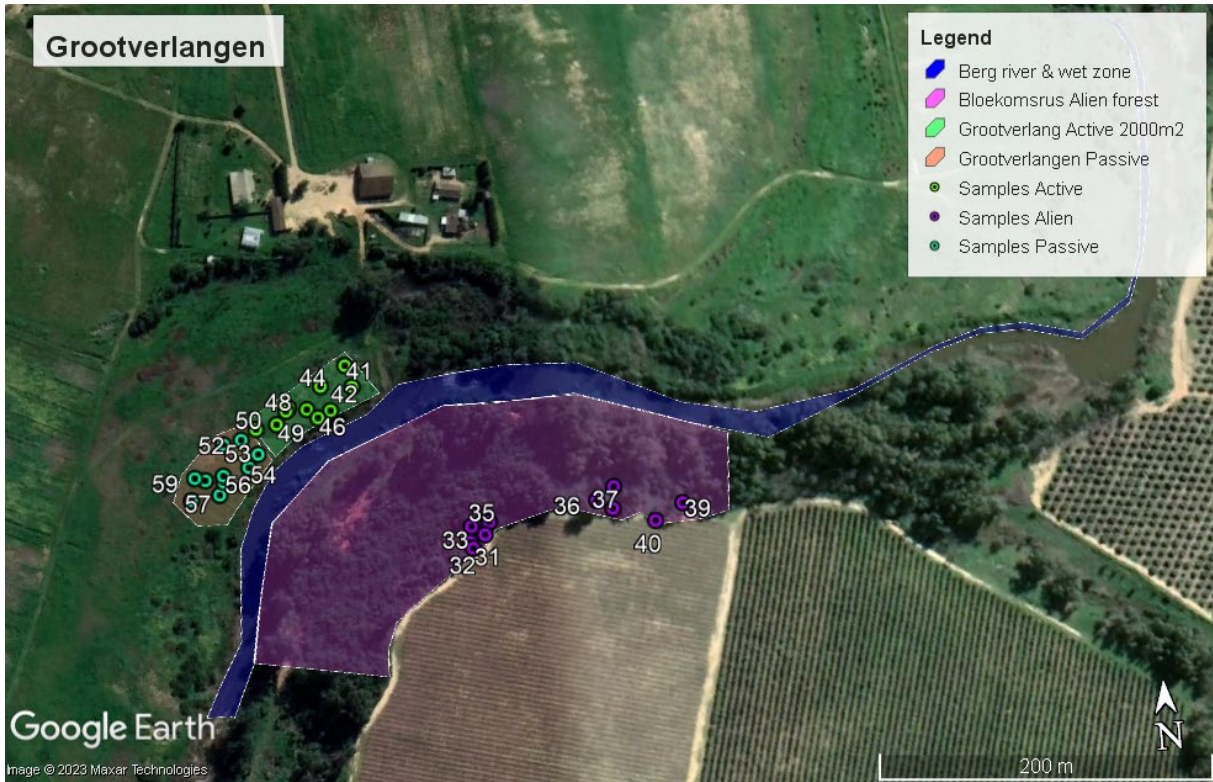 Grootverlangen
Legend
Berg river & wet zone
Bloekomsrus Alien forest
Grootverlang Active 2000m2
Grootverlangen Passive
Samples Active
Samples Alien
Samples Passive
41
44
42
48
46
50
49
52
53
54
59
56
57
35
36
37
39
33
40
32
31
Google Earth
N
200 m
Image © 2023 Maxar Technologies